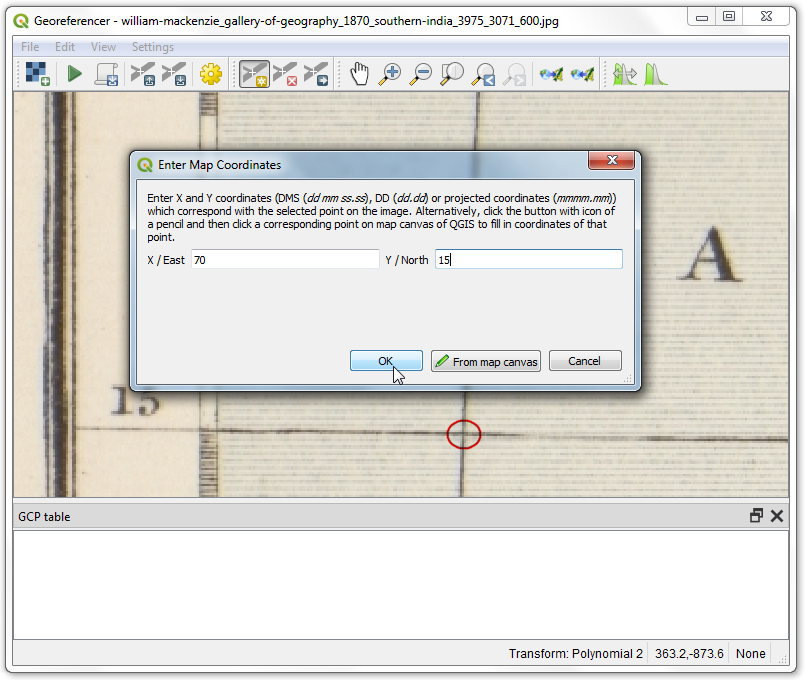 Georeferencer - william-mackenzie_gallery-of-geography_1870_southern-india_3975_3071_600.jpg
File Edit View Settings
Enter Map Coordinates
Enter X and Y coordinates (DMS (dd mm ss.ss), DD (dd.dd) or projected coordinates (mmmm.mm))
which correspond with the selected point on the image. Alternatively, click the button with icon of
a pencil and then click a corresponding point on map canvas of QGIS to fill in coordinates of that
point.
X / East 70 Y / North 15
OK From map canvas Cancel
A
15
GCP table
Transform: Polynomial 2 363.2,-873.6 None